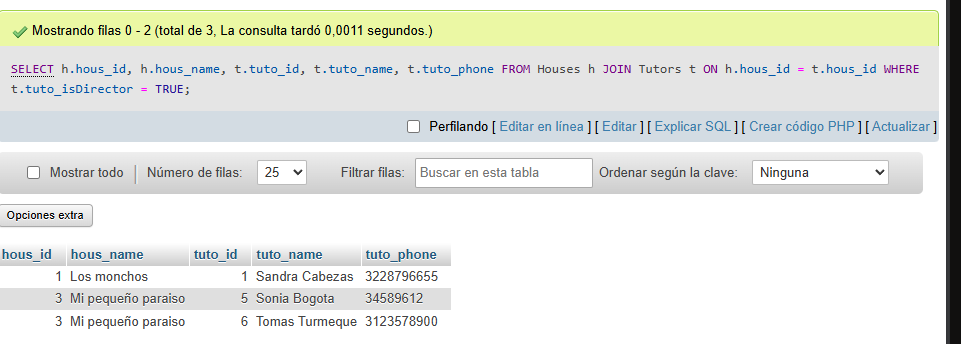 Mostrando filas 0 - 2 (total de 3, La consulta tardó 0,0011 segundos.)
SELECT h.hous_id, h.hous_name, t.tuto_id, t.tuto_name, t.tuto_phone FROM Houses h JOIN Tutors t ON h.hous_id = t.hous_id WHERE
t.tuto_isDirector = TRUE;
Perfilando [ Editar en línea ] [ Editar ] [ Explicar SQL ] [ Crear código PHP ] [ Actualizar ]
Mostrar todo Número de filas: 25 Filtrar filas: Buscar en esta tabla Ordenar según la clave: Ninguna
Opciones extra
hous_id hous_name tuto_id tuto_name tuto_phone
1 Los monchos 1 Sandra Cabezas 3228796655
3 Mi pequeño paraiso 5 Sonia Bogota 34589612
3 Mi pequeño paraiso 6 Tomas Turmeque 3123578900